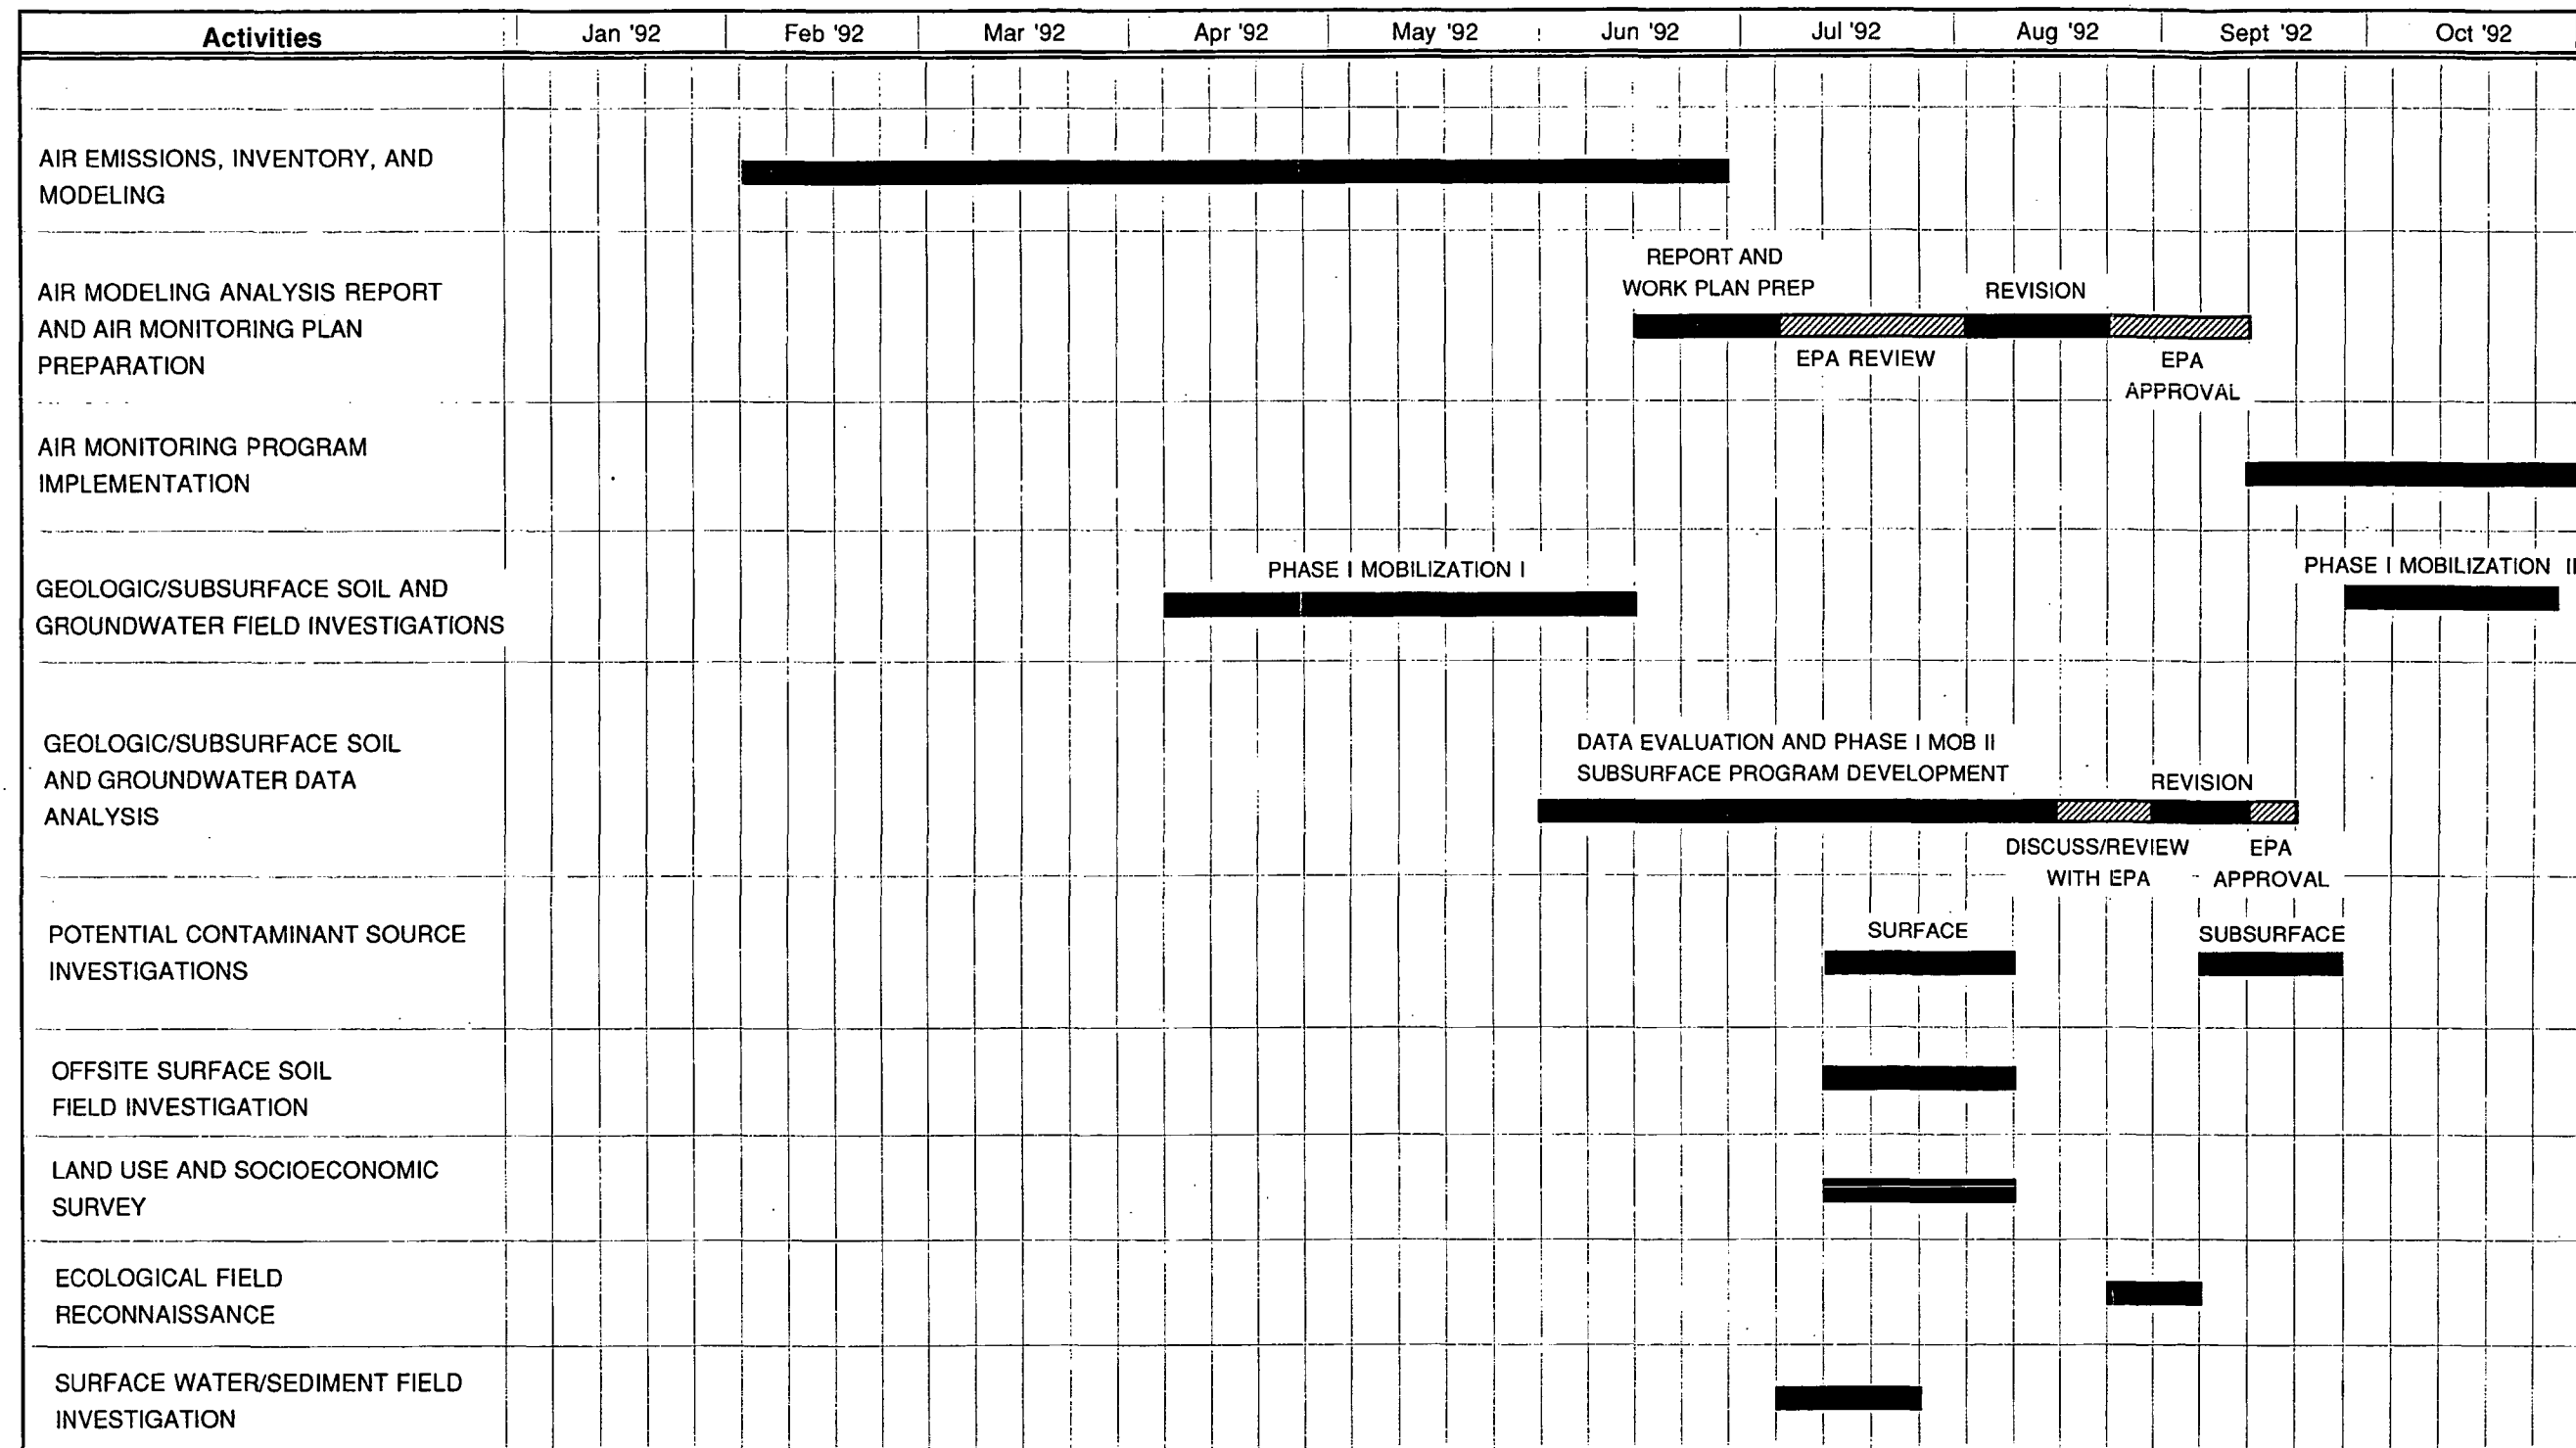 Activities
Jan '92
Feb '92
Mar '92
Apr '92
May '92
Jun '92
Jul '92
Aug '92
Sept '92
Oct '92
AIR EMISSIONS, INVENTORY, AND
MODELING
AIR MODELING ANALYSIS REPORT
AND AIR MONITORING PLAN
PREPARATION
REPORT AND
WORK PLAN PREP
REVISION
EPA REVIEW
EPA
APPROVAL
AIR MONITORING PROGRAM
IMPLEMENTATION
GEOLOGIC/SUBSURFACE SOIL AND
GROUNDWATER FIELD INVESTIGATIONS
PHASE I MOBILIZATION I
PHASE I MOBILIZATION II
GEOLOGIC/SUBSURFACE SOIL
AND GROUNDWATER DATA
ANALYSIS
DATA EVALUATION AND PHASE I MOB II
SUBSURFACE PROGRAM DEVELOPMENT
REVISION
DISCUSS/REVIEW
WITH EPA
EPA
APPROVAL
POTENTIAL CONTAMINANT SOURCE
INVESTIGATIONS
SURFACE
SUBSURFACE
OFFSITE SURFACE SOIL
FIELD INVESTIGATION
LAND USE AND SOCIOECONOMIC
SURVEY
ECOLOGICAL FIELD
RECONNAISSANCE
SURFACE WATER/SEDIMENT FIELD
INVESTIGATION